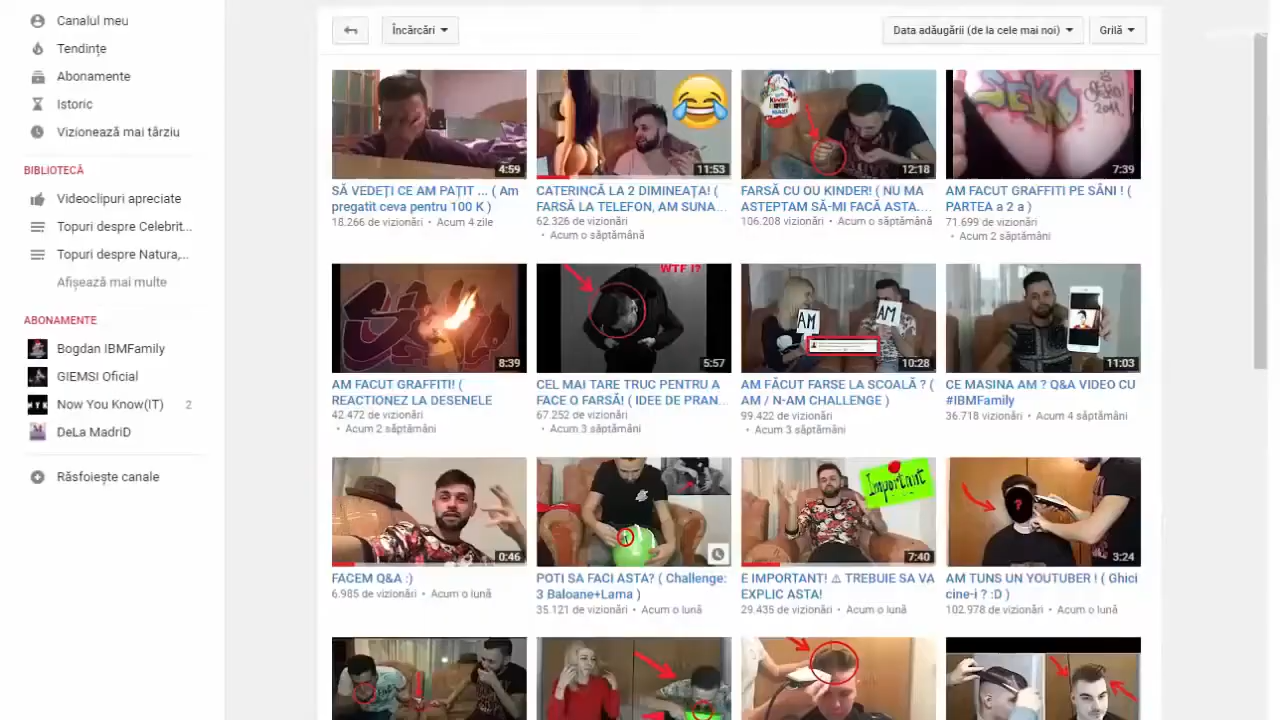 Canalul meu
Tendințe
Abonamente
Istoric
Vizionează mai târziu
BIBLIOTECĂ
Videoclipuri apreciate
Topuri despre Celebrit...
Topuri despre Natura,...
Afișează mai multe
ABONAMENTE
Bogdan IBMFamily
GIEMSI Oficial
Now You Know(IT) 2
DeLa MadriD
Răsfoiește canale
Încărcări
Data adăugării (de la cele mai noi)
Grilă
4:59
11:53
Kinder
12:18
2011
7:39
SĂ VEDEȚI CE AM PAȚIT ... ( Am
pregatit ceva pentru 100 K )
18.266 de vizionări • Acum 4 zile
CATERINCĂ LA 2 DIMINEAȚA! (
FARSĂ LA TELEFON, AM SUNA...
62.326 de vizionări
• Acum o săptămână
FARSĂ CU OU KINDER! ( NU MA
ASTEPTAM SĂ-MI FACĂ ASTA....
106.208 vizionări • Acum o săptămână
AM FACUT GRAFFITI PE SÂNI ! (
PARTEA a 2 a )
71.699 de vizionări
• Acum 2 săptămâni
8:39
WTF !?
5:57
AM
AM
10:28
11:03
AM FACUT GRAFFITI! (
REACTIONEZ LA DESENELE
42.472 de vizionări
• Acum 2 săptămâni
CEL MAI TARE TRUC PENTRU A
FACE O FARSĂ! ( IDEE DE PRAN...
67.252 de vizionări
• Acum 3 săptămâni
AM FĂCUT FARSE LA SCOALĂ ? (
AM / N-AM CHALLENGE )
99.422 de vizionări
• Acum 3 săptămâni
CE MASINA AM ? Q&A VIDEO CU
#IBMFamily
36.718 vizionări • Acum 4 săptămâni
0:46
Important
7:40
?
3:24
FACEM Q&A :)
6.985 de vizionări • Acum o lună
POTI SA FACI ASTA? ( Challenge:
3 Baloane+Lama )
35.121 de vizionări • Acum o lună
E IMPORTANT! ⚠ TREBUIE SA VA
EXPLIC ASTA!
29.435 de vizionări • Acum o lună
AM TUNS UN YOUTUBER ! ( Ghici
cine-i ? :D )
102.978 de vizionări • Acum o lună